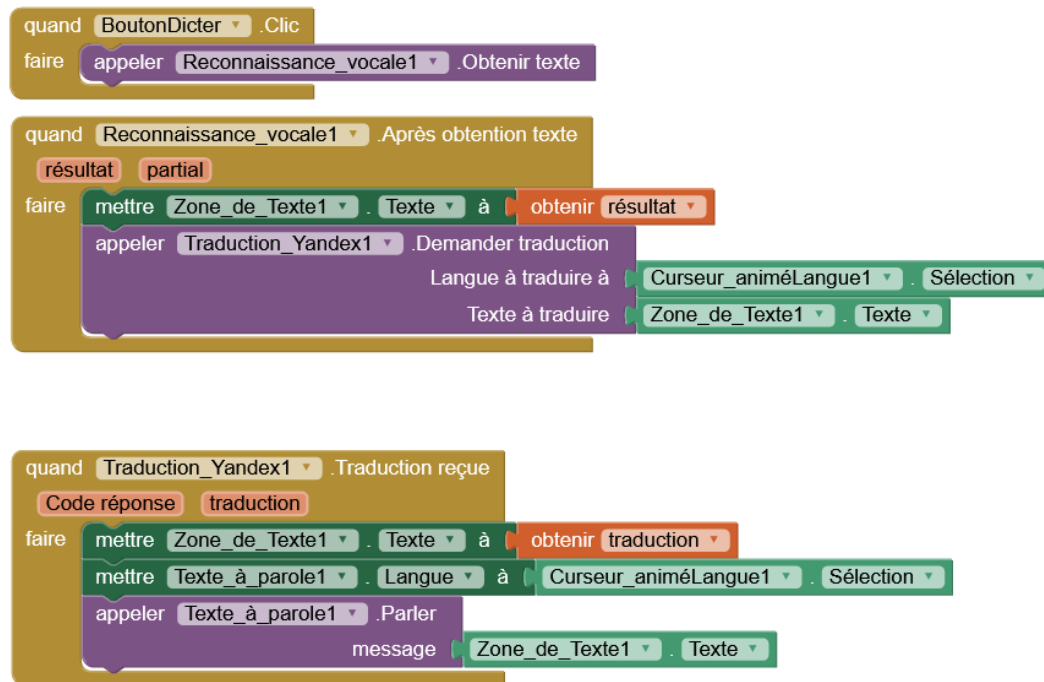 quand BoutonDicter .Clic
faire appeler Reconnaissance_vocale1 .Obtenir texte
quand Reconnaissance_vocale1 .Après obtention texte
résultat partial
faire mettre Zone_de_Texte1 . Texte à obtenir résultat
appeler Traduction_Yandex1 .Demander traduction
Langue à traduire à Curseur_animéLangue1 . Sélection
Texte à traduire Zone_de_Texte1 . Texte
quand Traduction_Yandex1 .Traduction reçue
Code réponse traduction
faire mettre Zone_de_Texte1 . Texte à obtenir traduction
mettre Texte_à_parole1 . Langue à Curseur_animéLangue1 . Sélection
appeler Texte_à_parole1 .Parler
message Zone_de_Texte1 . Texte